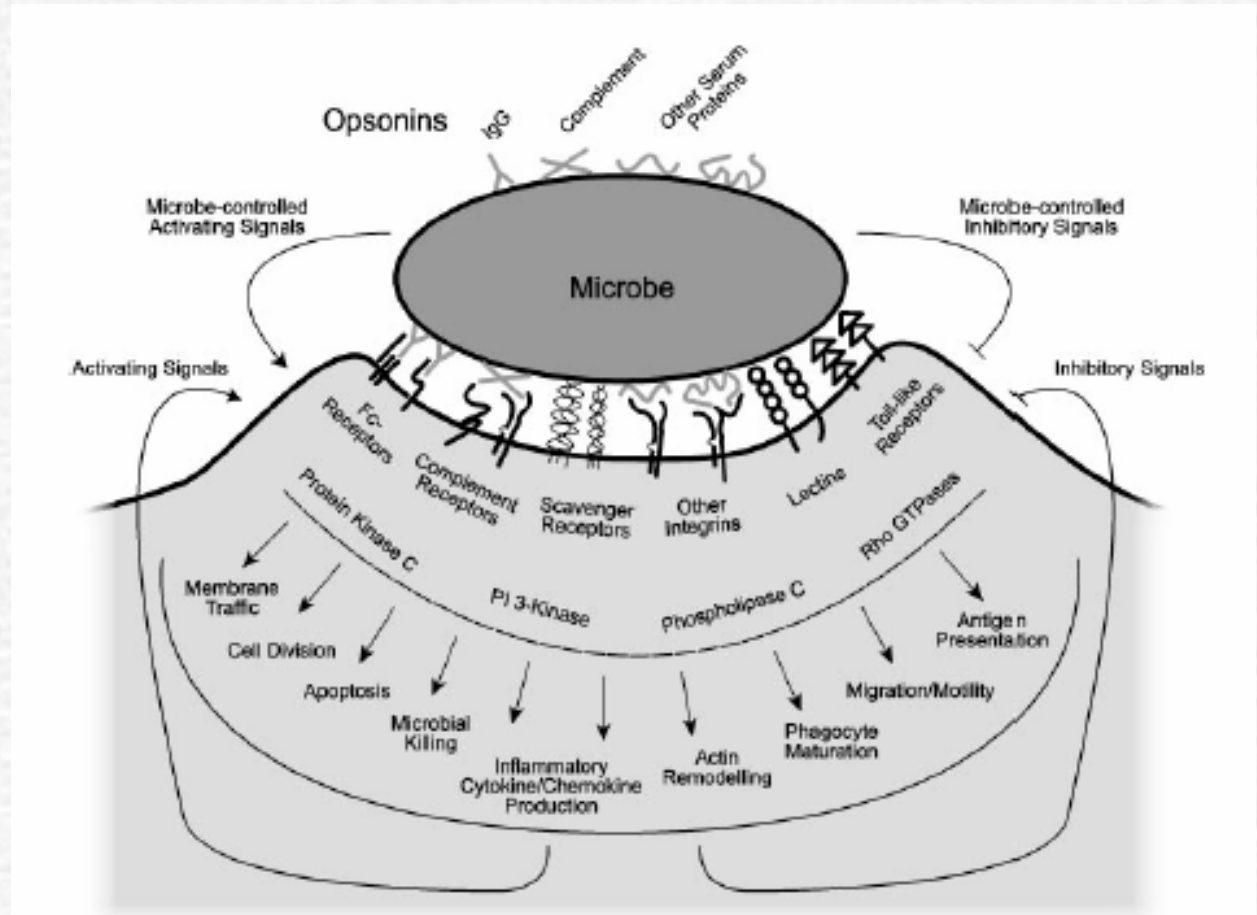 Opsonins
IgG
Complement
Other Serum
Proteins
Microbe-controlled
Activating Signals
Microbe-controlled
Inhibitory Signals
Microbe
Activating Signals
Inhibitory Signals
Fc-
Receptors
Complement
Receptors
Scavenger
Receptors
Other
Integrins
Lectins
Toll-like
Receptors
Protein Kinase C
PI 3-Kinase
Phospholipase C
Rho GTPases
Membrane
Traffic
Cell Division
Apoptosis
Microbial
Killing
Inflammatory
Cytokine/Chemokine
Production
Actin
Remodelling
Phagocyte
Maturation
Migration/Motility
Antigen
Presentation